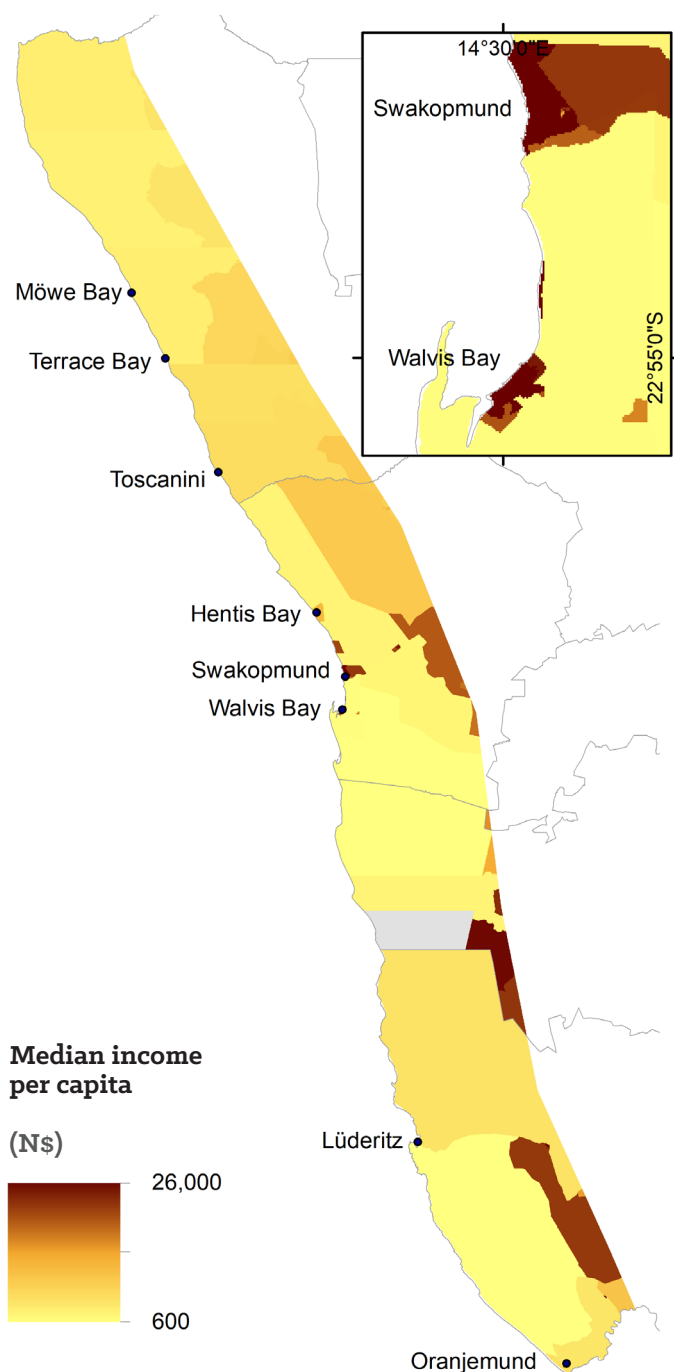 14°30'0"E
Swakopmund
Walvis Bay
22°55'0"S
Möwe Bay
Terrace Bay
Toscanini
Hentis Bay
Swakopmund
Walvis Bay
Lüderitz
Oranjemund
Median income
per capita
(N$)
26,000
600